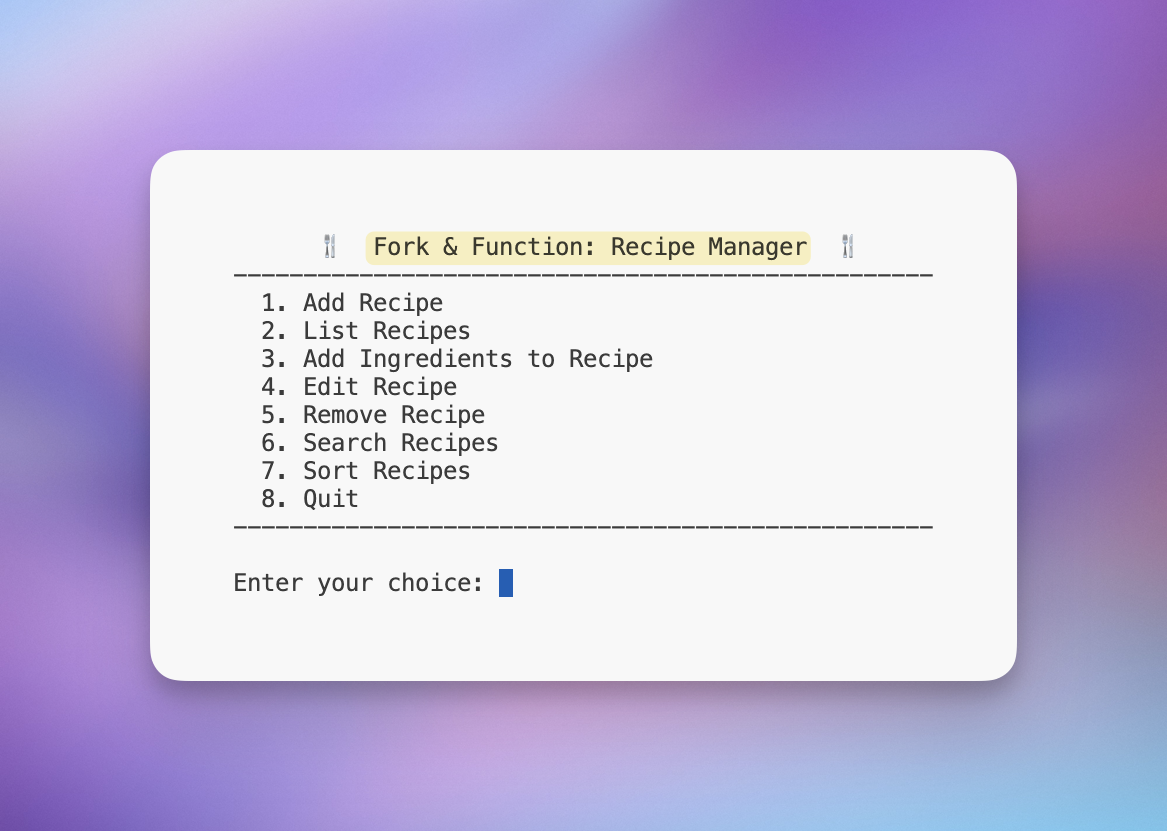 🍴 Fork & Function: Recipe Manager 🍴
--------------------------------------------------
1. Add Recipe
2. List Recipes
3. Add Ingredients to Recipe
4. Edit Recipe
5. Remove Recipe
6. Search Recipes
7. Sort Recipes
8. Quit
--------------------------------------------------
Enter your choice: